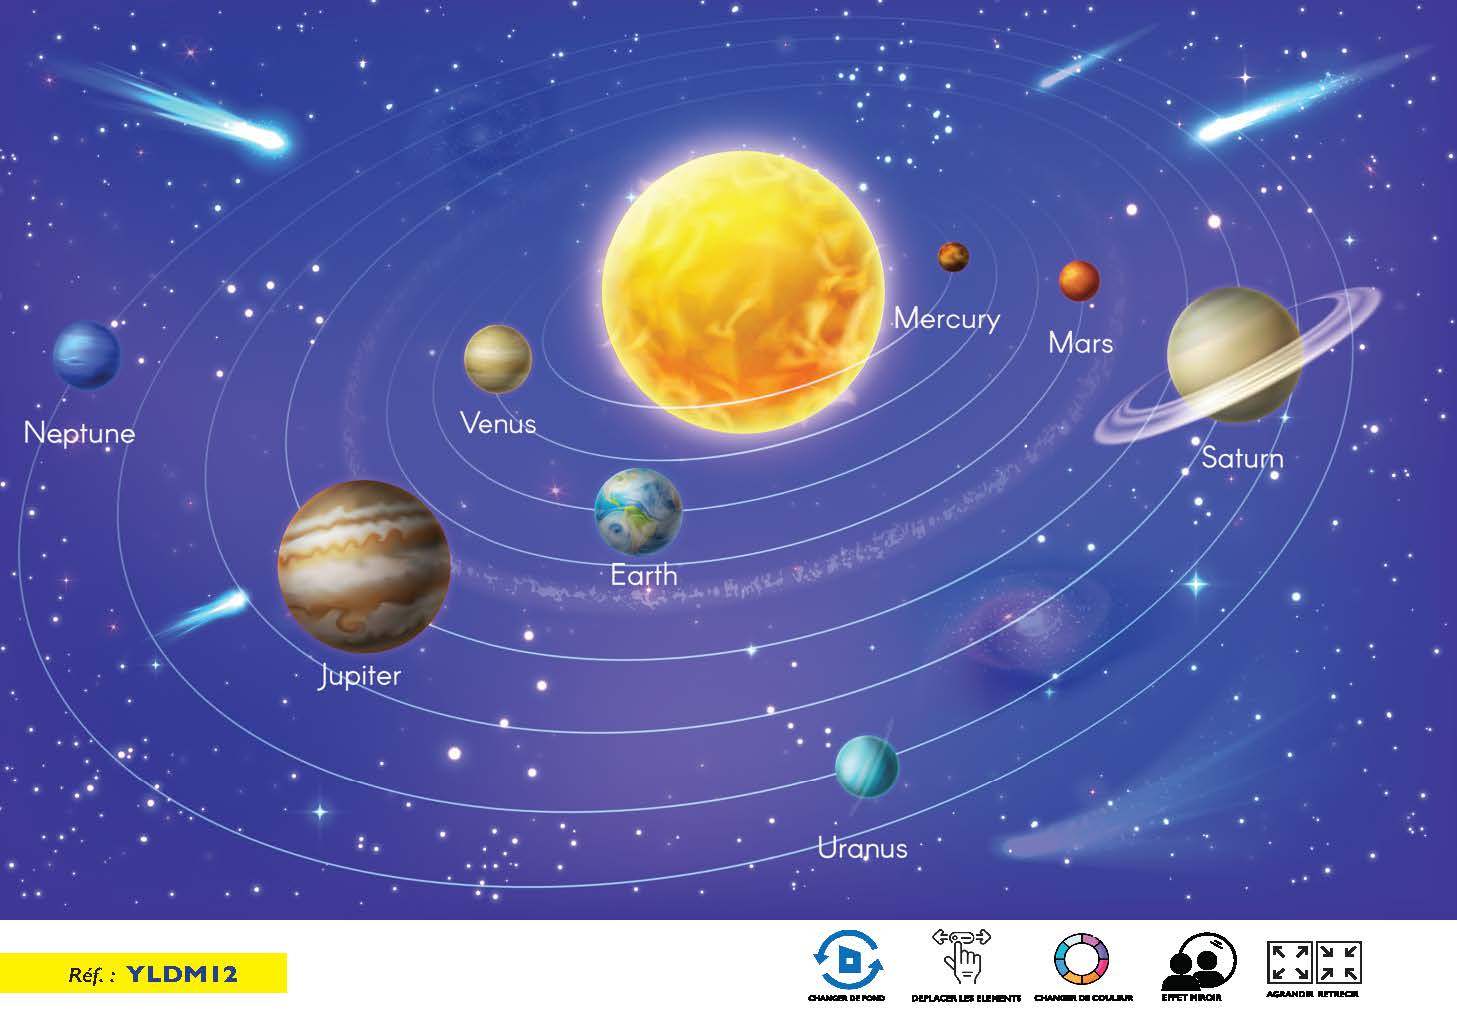 Mercury
Mars
Venus
Neptune
Saturn
Earth
Jupiter
Uranus
Réf. : YLDM12
CHANGER DE FOND
DEPLACER LES ELEMENTS
CHANGER DE COULEUR
EFFET MIROIR
AGRANDIR RETRECIR